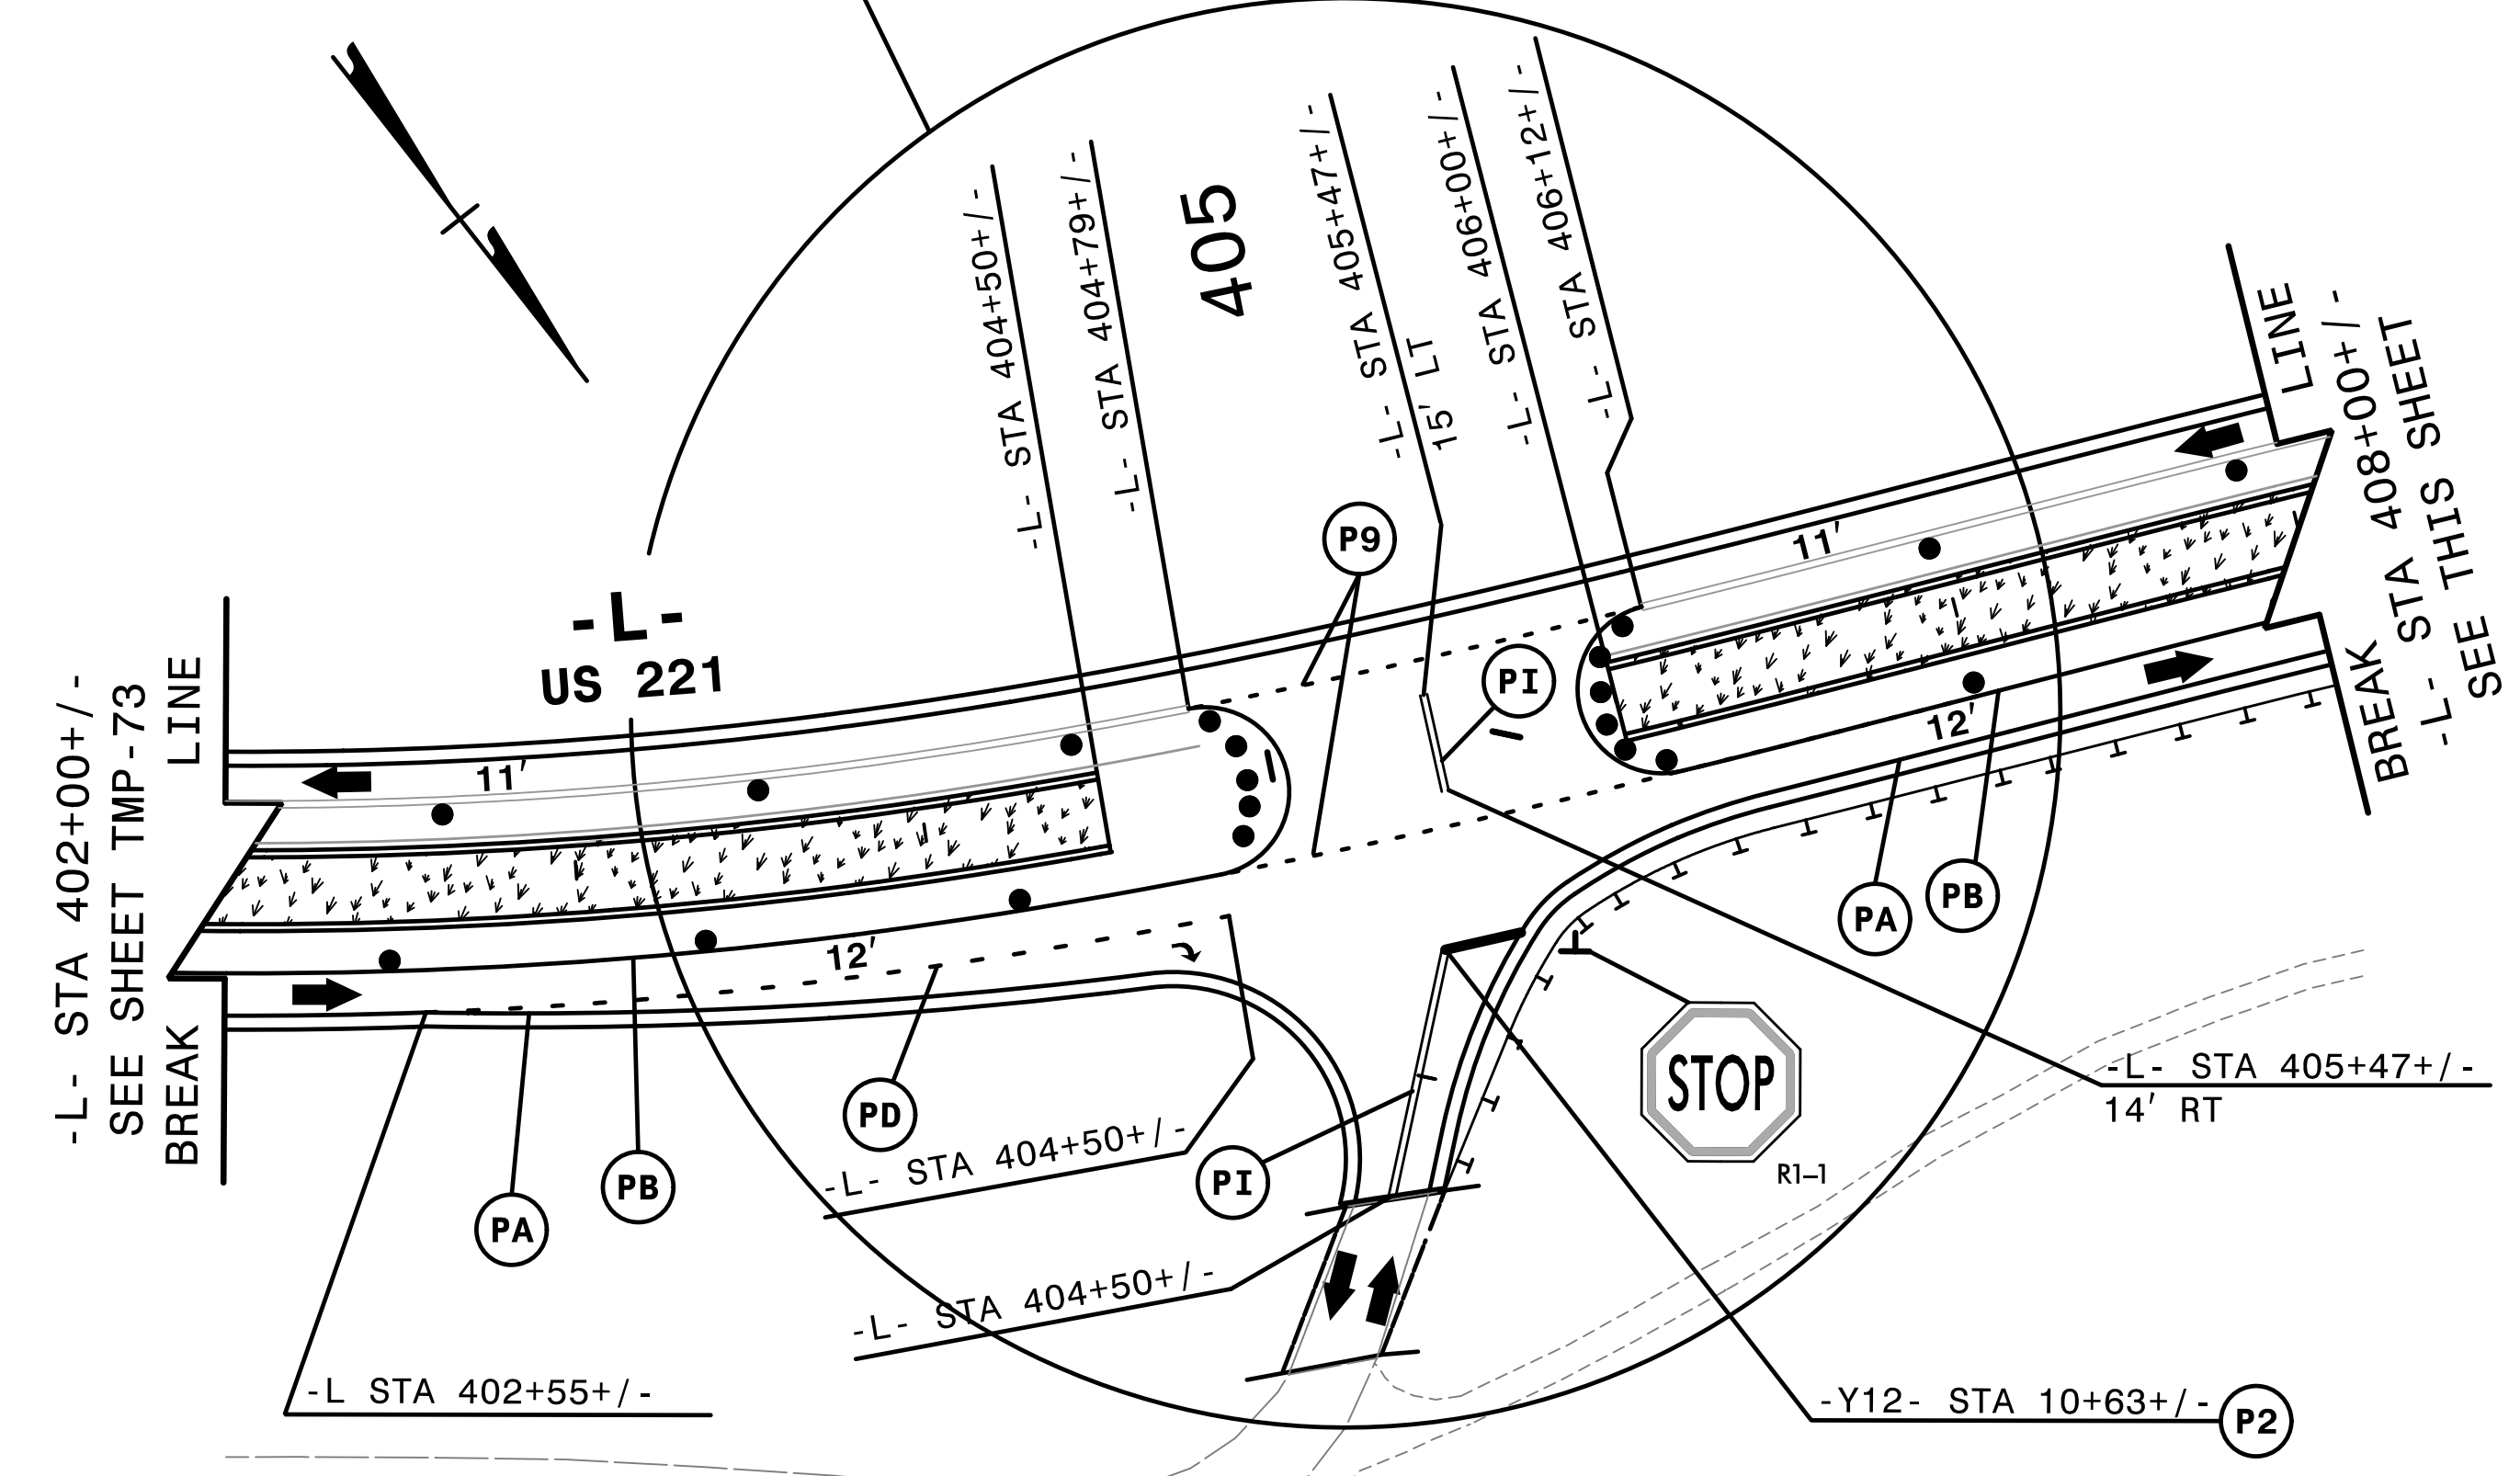 -L- STA 404+50+/-
-L- STA 404+79+/-
405
-L- STA 405+47+/-
15' LT
-L- STA 406+00+/-
-L- STA 406+12+/-
BREAK LINE
-L- STA 408+00+/-
SEE THIS SHEET
P9
PI
11'
12'
-L-
US 221
11'
12'
BREAK LINE
-L- STA 402+00+/-
SEE SHEET TMP-73
PA
PB
STOP
R1-1
-L- STA 405+47+/-
14' RT
PD
-L- STA 404+50+/-
PI
PB
PA
-L- STA 404+50+/-
-L STA 402+55+/-
-Y12- STA 10+63+/-
P2